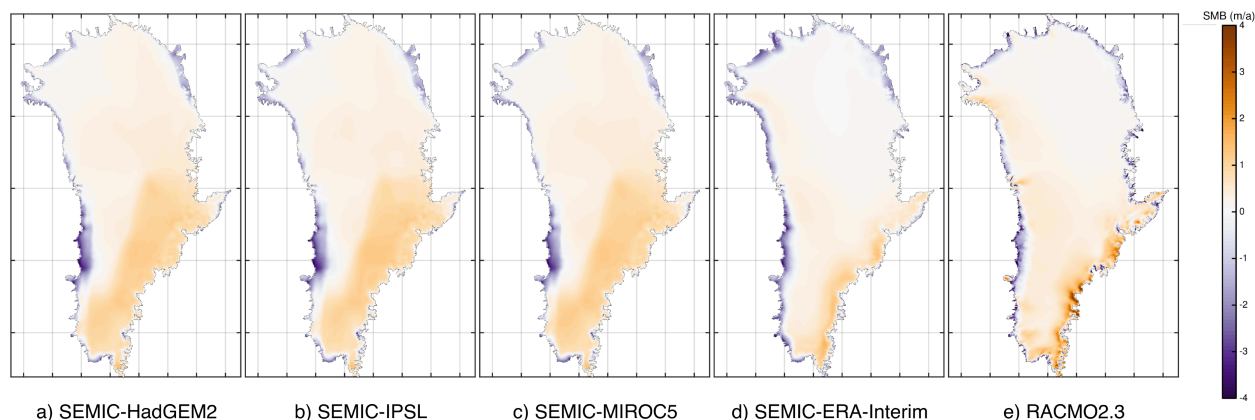 SMB (m/a)
4
3
2
1
0
-1
-2
-3
-4
a) SEMIC-HadGEM2
b) SEMIC-IPSL
c) SEMIC-MIROC5
d) SEMIC-ERA-Interim
e) RACMO2.3